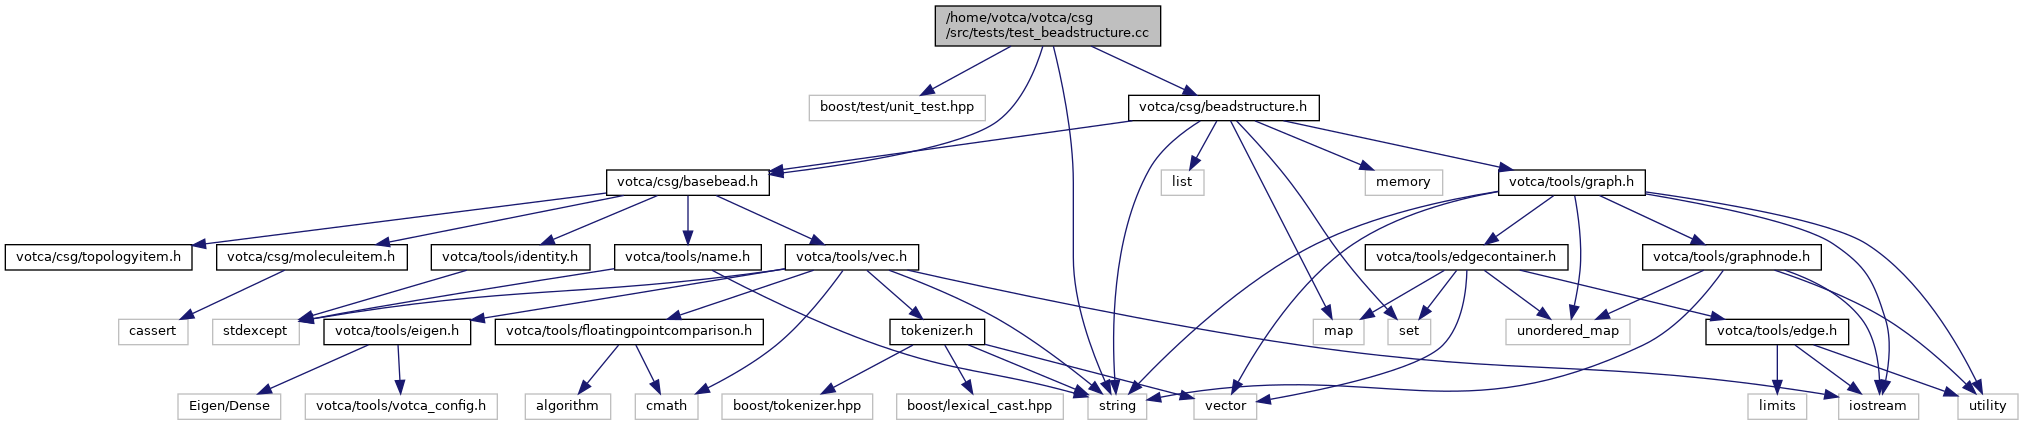 /home/votca/votca/csg
/src/tests/test_beadstructure.cc
boost/test/unit_test.hpp
votca/csg/beadstructure.h
votca/csg/basebead.h
list
memory
votca/tools/graph.h
votca/csg/topologyitem.h
votca/csg/moleculeitem.h
votca/tools/identity.h
votca/tools/name.h
votca/tools/vec.h
votca/tools/edgecontainer.h
votca/tools/graphnode.h
cassert
stdexcept
votca/tools/eigen.h
votca/tools/floatingpointcomparison.h
tokenizer.h
map
set
unordered_map
votca/tools/edge.h
Eigen/Dense
votca/tools/votca_config.h
algorithm
cmath
boost/tokenizer.hpp
boost/lexical_cast.hpp
string
vector
limits
iostream
utility